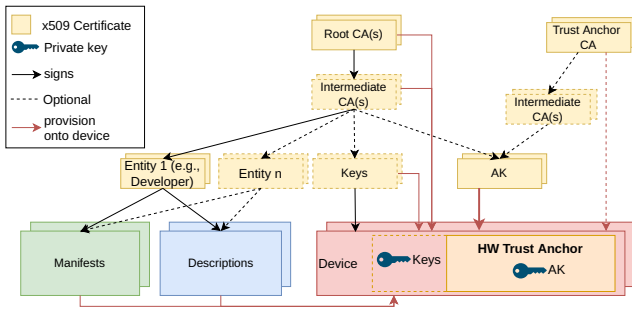 x509 Certificate
Private key
signs
Optional
provision
onto device
Root CA(s)
Trust Anchor
CA
Intermediate
CA(s)
Intermediate
CA(s)
Entity 1 (e.g.,
Developer)
Entity n
Keys
AK
Manifests
Descriptions
Device
Keys
HW Trust Anchor
AK